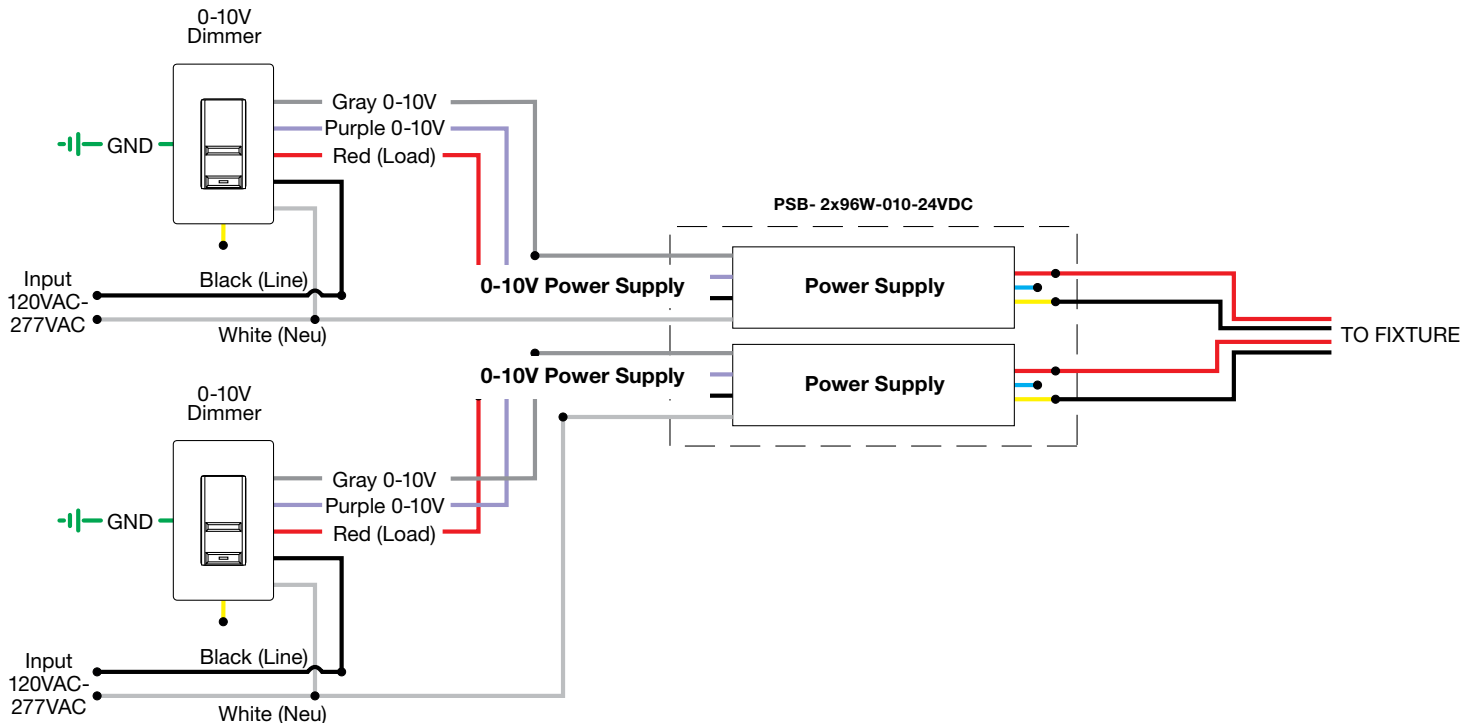 0-10V
Dimmer
Gray 0-10V
Purple 0-10V
Red (Load)
GND
PSB- 2x96W-010-24VDC
Input
120VAC-
277VAC
Black (Line)
White (Neu)
0-10V Power Supply
Power Supply
TO FIXTURE
0-10V Power Supply
Power Supply
0-10V
Dimmer
Gray 0-10V
Purple 0-10V
Red (Load)
GND
Input
120VAC-
277VAC
Black (Line)
White (Neu)